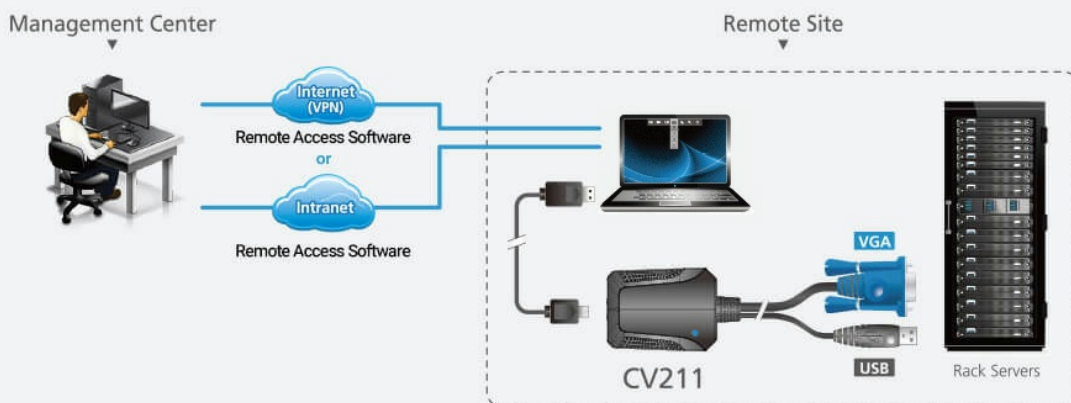 Management Center
Remote Site
Internet
(VPN)
Remote Access Software
or
Intranet
Remote Access Software
VGA
USB
CV211
Rack Servers